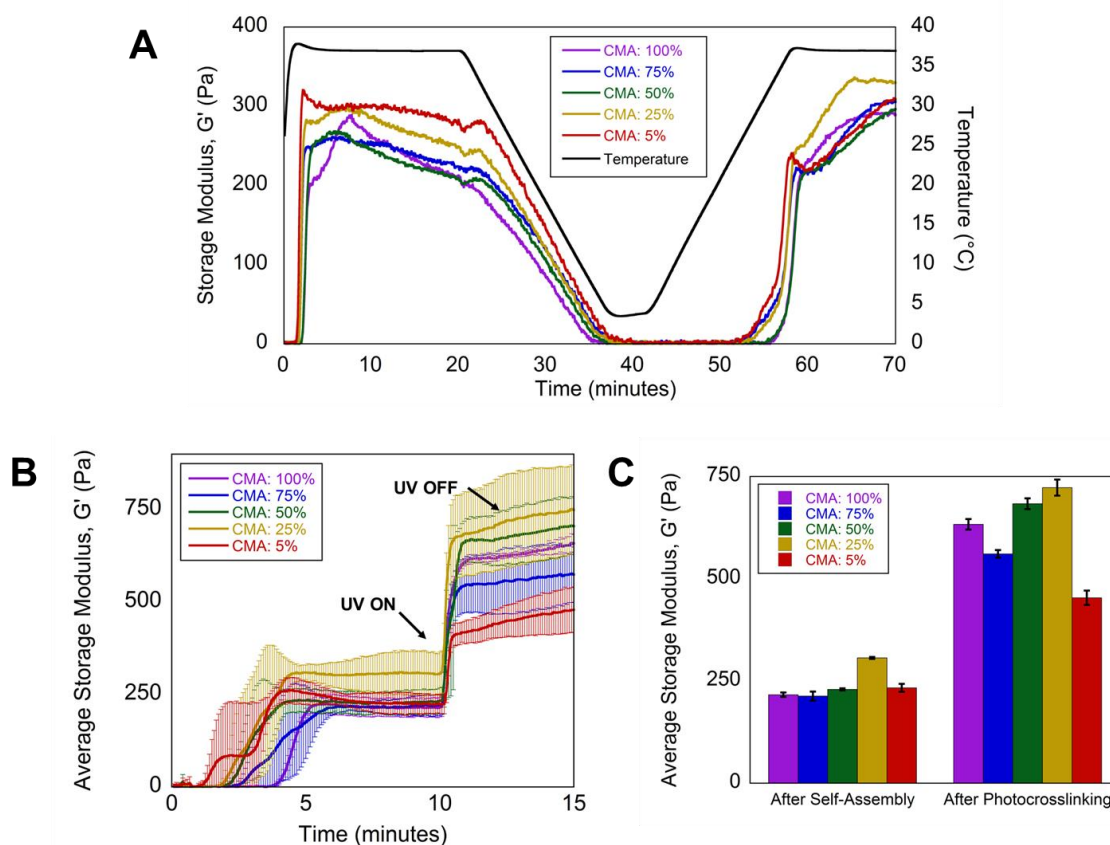 A
Storage Modulus, G' (Pa)
400
300
200
100
0
CMA: 100%
CMA: 75%
CMA: 50%
CMA: 25%
CMA: 5%
Temperature
40
35
30
25
20
15
10
5
0
Temperature (°C)
0 10 20 30 40 50 60 70
Time (minutes)
B
Average Storage Modulus, G' (Pa)
750
500
250
0
CMA: 100%
CMA: 75%
CMA: 50%
CMA: 25%
CMA: 5%
UV OFF
UV ON
0 5 10 15
Time (minutes)
C
Average Storage Modulus, G' (Pa)
750
500
250
0
CMA: 100%
CMA: 75%
CMA: 50%
CMA: 25%
CMA: 5%
After Self-Assembly After Photocrosslinking